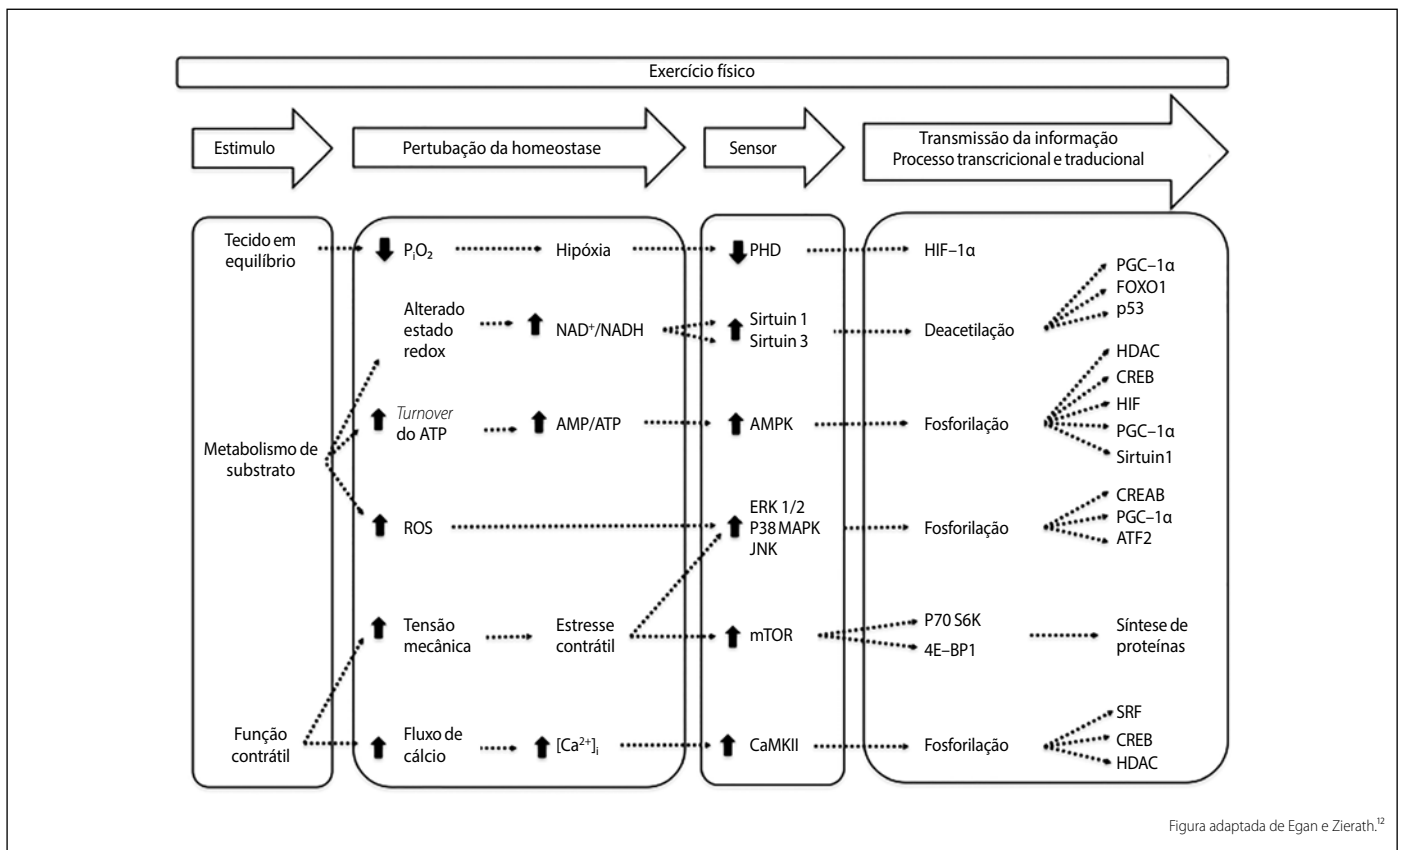 Exercício físico
Estimulo
Pertubação da homeostase
Sensor
Transmissão da informação
Processo transcricional e traducional
Tecido em
equilíbrio
PᵢO₂
Hipóxia
PHD
HIF–1α
Alterado
estado
redox
NAD⁺/NADH
Sirtuin 1
Sirtuin 3
Deacetilação
PGC–1α
FOXO1
p53
Metabolismo de
substrato
Turnover
do ATP
AMP/ATP
AMPK
Fosforilação
HDAC
CREB
HIF
PGC–1α
Sirtuin1
ROS
ERK 1/2
P38 MAPK
JNK
Fosforilação
CREAB
PGC–1α
ATF2
Tensão
mecânica
Estresse
contrátil
mTOR
P70 S6K
4E–BP1
Síntese de
proteínas
Função
contrátil
Fluxo de
cálcio
[Ca²⁺]ᵢ
CaMKII
Fosforilação
SRF
CREB
HDAC
Figura adaptada de Egan e Zierath.¹²